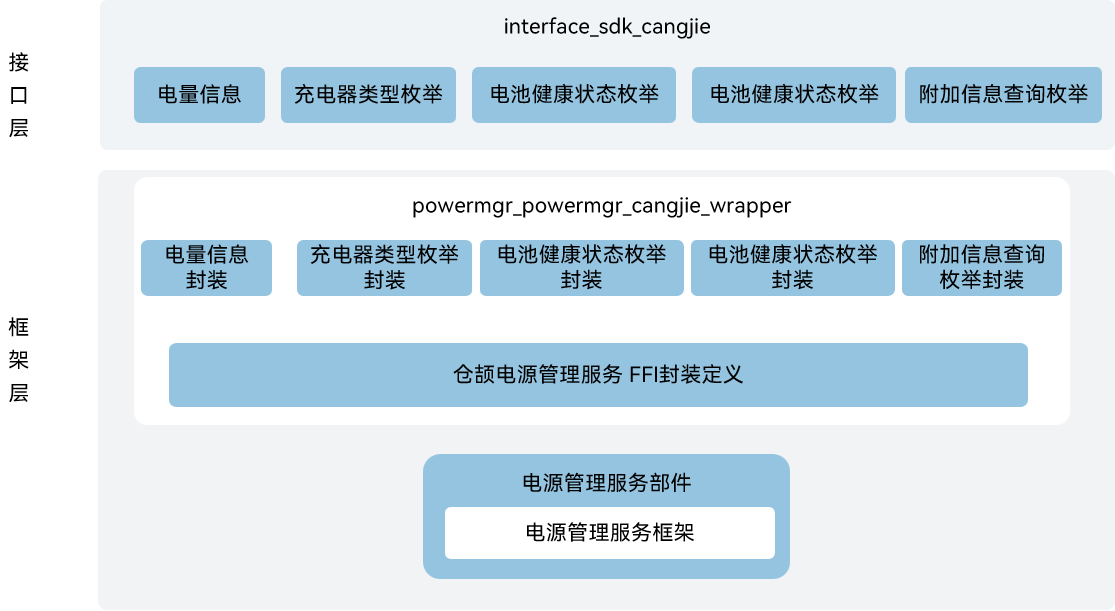 interface_sdk_cangjie
接
口
层
电量信息
充电器类型枚举
电池健康状态枚举
电池健康状态枚举
附加信息查询枚举
powermgr_powermgr_cangjie_wrapper
电量信息
封装
充电器类型枚举
封装
电池健康状态枚举
封装
电池健康状态枚举
封装
附加信息查询
枚举封装
框
架
层
仓颉电源管理服务 FFI封装定义
电源管理服务部件
电源管理服务框架